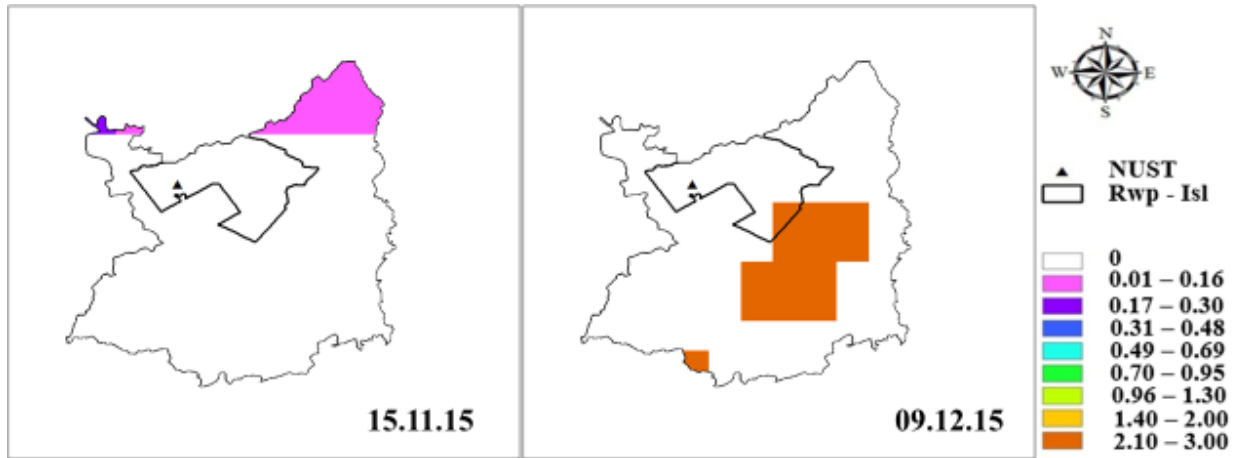 15.11.15
09.12.15
N
W E
S
NUST
Rwp - Isl
0
0.01 – 0.16
0.17 – 0.30
0.31 – 0.48
0.49 – 0.69
0.70 – 0.95
0.96 – 1.30
1.40 – 2.00
2.10 – 3.00